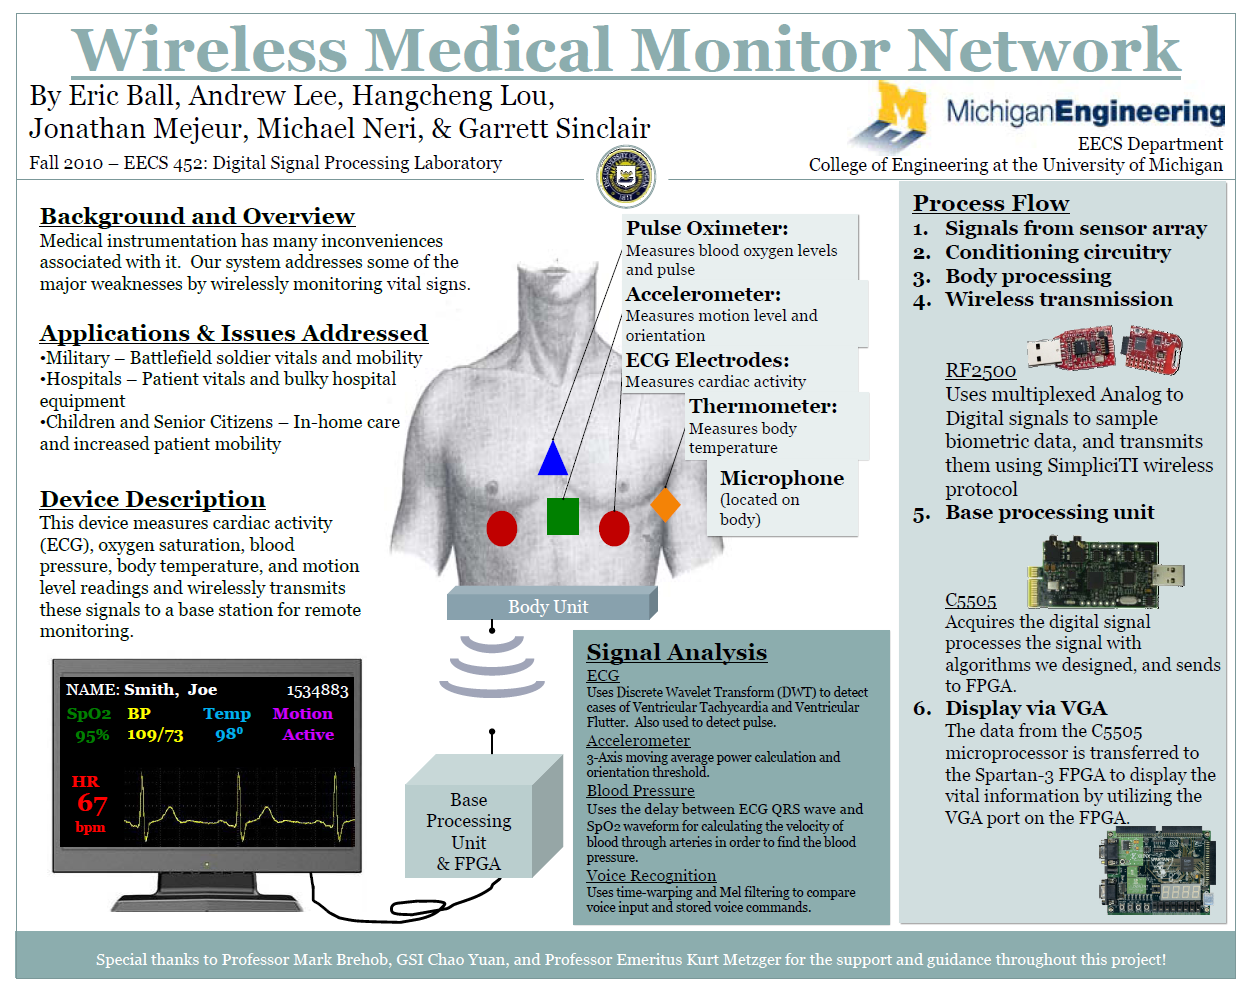 Wireless Medical Monitor Network
By Eric Ball, Andrew Lee, Hangcheng Lou,
Jonathan Mejeur, Michael Neri, & Garrett Sinclair
Fall 2010 – EECS 452: Digital Signal Processing Laboratory
MichiganEngineering
EECS Department
College of Engineering at the University of Michigan
Background and Overview
Medical instrumentation has many inconveniences
associated with it. Our system addresses some of the
major weaknesses by wirelessly monitoring vital signs.
Applications & Issues Addressed
•Military – Battlefield soldier vitals and mobility
•Hospitals – Patient vitals and bulky hospital
equipment
•Children and Senior Citizens – In-home care
and increased patient mobility
Device Description
This device measures cardiac activity
(ECG), oxygen saturation, blood
pressure, body temperature, and motion
level readings and wirelessly transmits
these signals to a base station for remote
monitoring.
NAME: Smith, Joe 1534883
SpO2 BP Temp Motion
95% 109/73 98⁰ Active
HR
67
bpm
Pulse Oximeter:
Measures blood oxygen levels
and pulse
Accelerometer:
Measures motion level and
orientation
ECG Electrodes:
Measures cardiac activity
Thermometer:
Measures body
temperature
Microphone
(located on
body)
Body Unit
Base
Processing
Unit
& FPGA
Signal Analysis
ECG
Uses Discrete Wavelet Transform (DWT) to detect
cases of Ventricular Tachycardia and Ventricular
Flutter. Also used to detect pulse.
Accelerometer
3-Axis moving average power calculation and
orientation threshold.
Blood Pressure
Uses the delay between ECG QRS wave and
SpO2 waveform for calculating the velocity of
blood through arteries in order to find the blood
pressure.
Voice Recognition
Uses time-warping and Mel filtering to compare
voice input and stored voice commands.
Process Flow
1. Signals from sensor array
2. Conditioning circuitry
3. Body processing
4. Wireless transmission
RF2500
Uses multiplexed Analog to
Digital signals to sample
biometric data, and transmits
them using SimpliciTI wireless
protocol
5. Base processing unit
C5505
Acquires the digital signal
processes the signal with
algorithms we designed, and sends
to FPGA.
6. Display via VGA
The data from the C5505
microprocessor is transferred to
the Spartan-3 FPGA to display the
vital information by utilizing the
VGA port on the FPGA.
Special thanks to Professor Mark Brehob, GSI Chao Yuan, and Professor Emeritus Kurt Metzger for the support and guidance throughout this project!